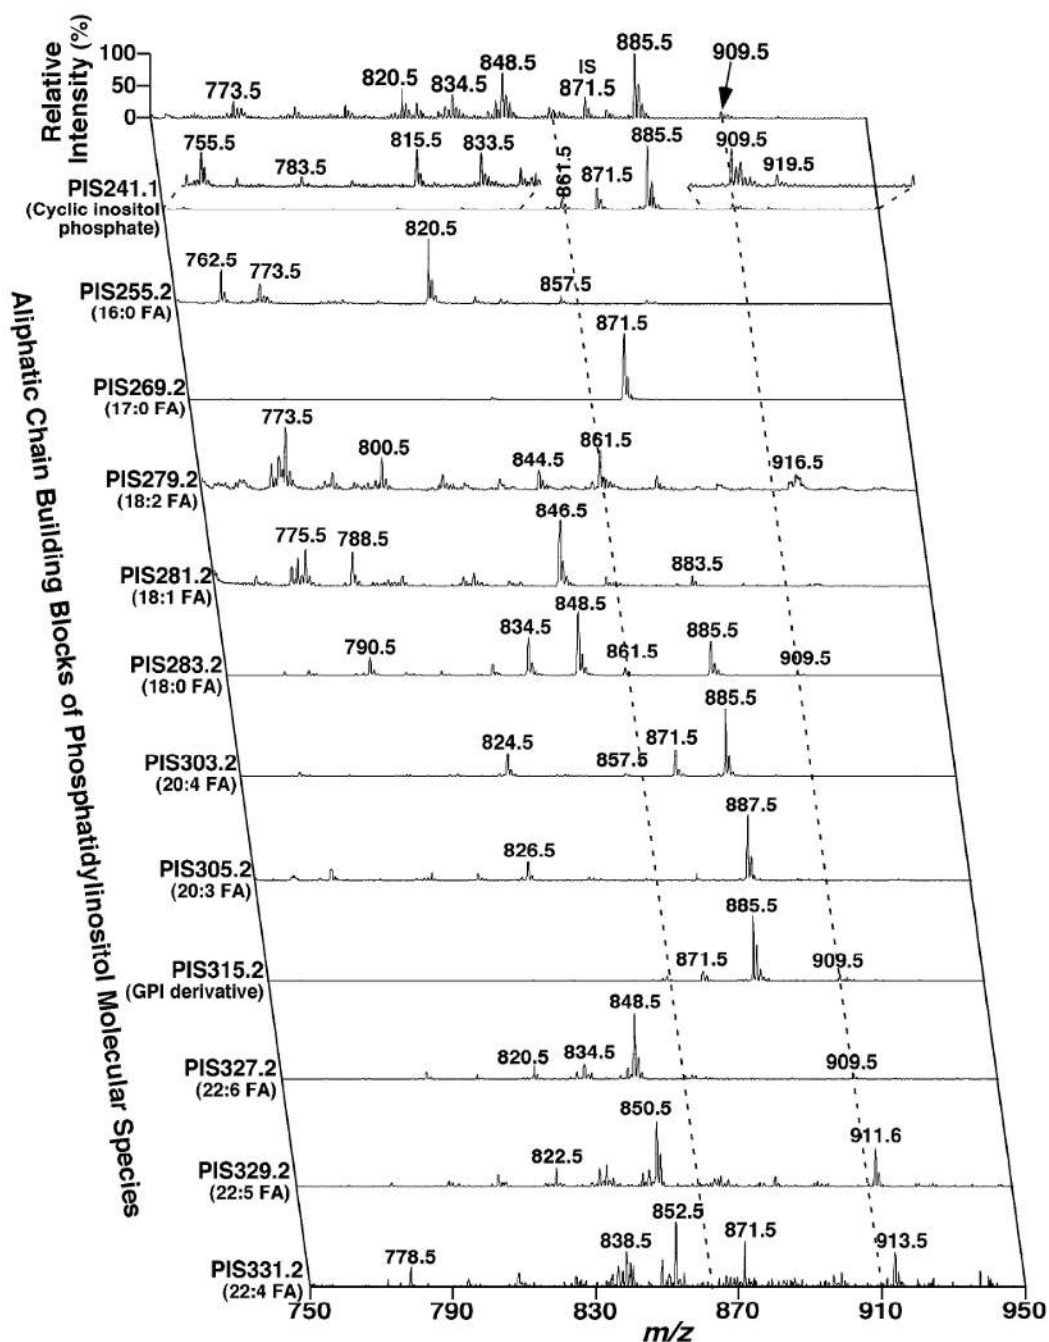 Relative
Intensity (%)
100
50
0
773.5
820.5
834.5
848.5
IS
871.5
885.5
909.5
PIS241.1
(Cyclic inositol
phosphate)
755.5
783.5
815.5
833.5
861.5
871.5
885.5
909.5
919.5
PIS255.2
(16:0 FA)
762.5
773.5
820.5
857.5
PIS269.2
(17:0 FA)
871.5
PIS279.2
(18:2 FA)
773.5
800.5
844.5
861.5
916.5
PIS281.2
(18:1 FA)
775.5
788.5
846.5
883.5
PIS283.2
(18:0 FA)
790.5
834.5
848.5
861.5
885.5
909.5
PIS303.2
(20:4 FA)
824.5
857.5
871.5
885.5
PIS305.2
(20:3 FA)
826.5
887.5
PIS315.2
(GPI derivative)
871.5
885.5
909.5
PIS327.2
(22:6 FA)
820.5
834.5
848.5
909.5
PIS329.2
(22:5 FA)
822.5
850.5
911.6
PIS331.2
(22:4 FA)
778.5
838.5
852.5
871.5
913.5
750
790
830
870
910
950
m/z
Aliphatic Chain Building Blocks of Phosphatidylinositol Molecular Species